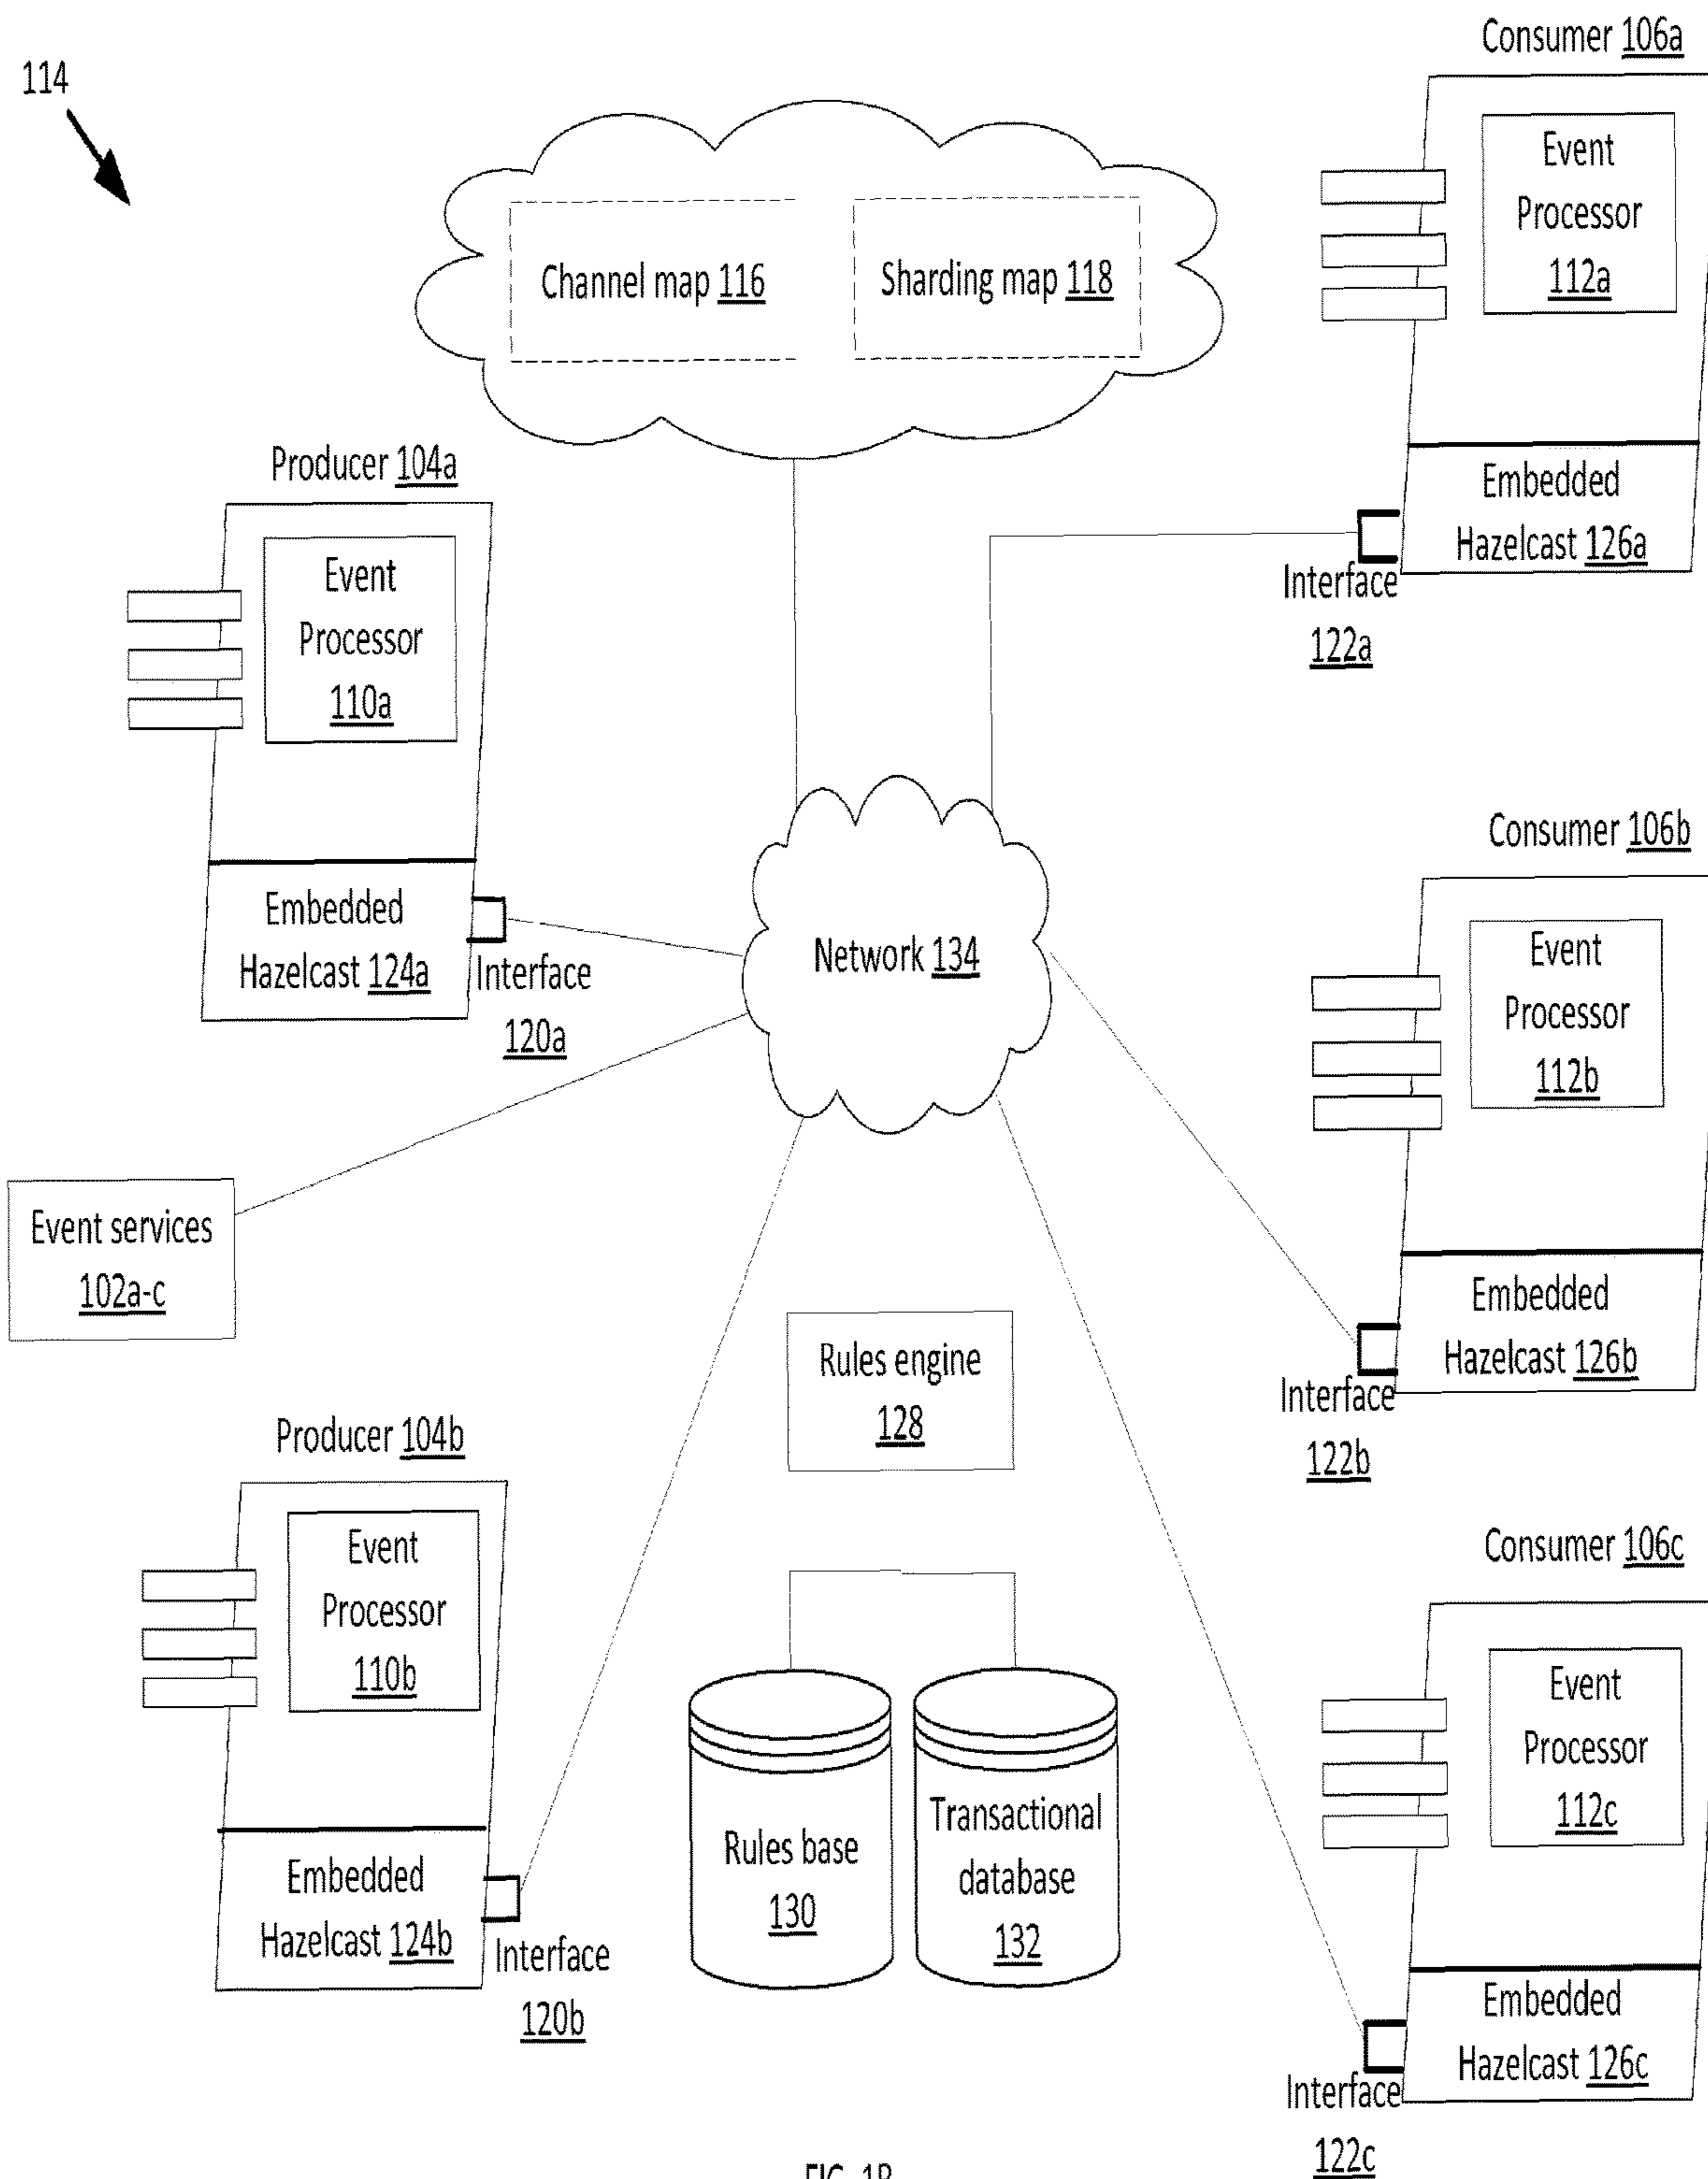 114
Channel map 116
Sharding map 118
Consumer 106a
Event
Processor
112a
Embedded
Hazelcast 126a
Interface
122a
Producer 104a
Event
Processor
110a
Embedded
Hazelcast 124a
Interface
120a
Network 134
Consumer 106b
Event
Processor
112b
Embedded
Hazelcast 126b
Interface
122b
Event services
102a-c
Rules engine
128
Producer 104b
Event
Processor
110b
Embedded
Hazelcast 124b
Interface
120b
Rules base
130
Transactional
database
132
Consumer 106c
Event
Processor
112c
Embedded
Hazelcast 126c
Interface
122c
FIG. 1B